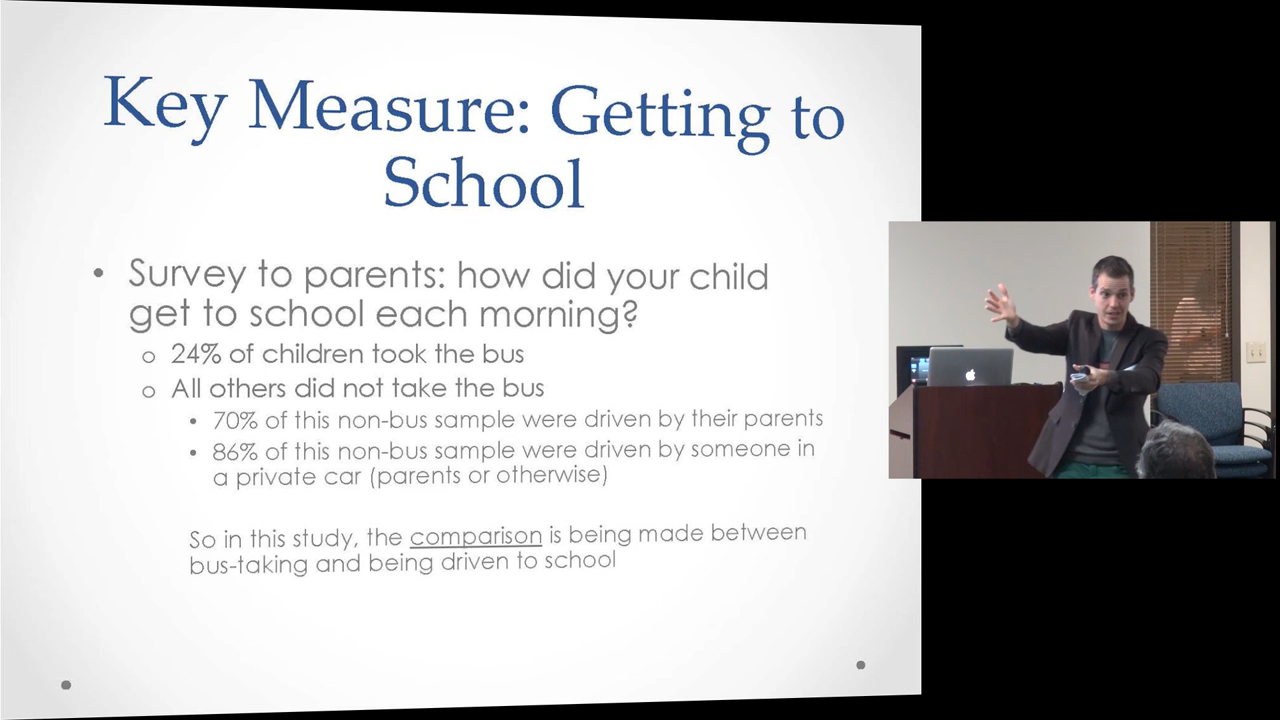 Key Measure: Getting to
School
• Survey to parents: how did your child
get to school each morning?
o 24% of children took the bus
o All others did not take the bus
• 70% of this non-bus sample were driven by their parents
• 86% of this non-bus sample were driven by someone in
a private car (parents or otherwise)
So in this study, the comparison is being made between
bus-taking and being driven to school